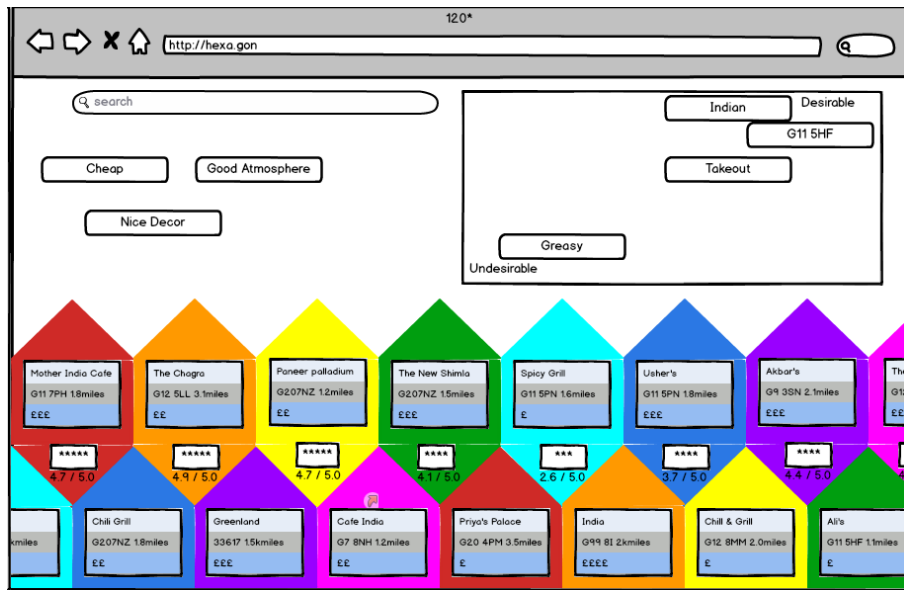 120*
http://hexa.gon
search
Indian
Desirable
G11 5HF
Cheap
Good Atmosphere
Takeout
Nice Decor
Greasy
Undesirable
Mother India Cafe
G11 7PH 1.8miles
£££
*****
4.7 / 5.0
The Chagra
G12 5LL 3.1miles
££
*****
4.9 / 5.0
Paneer palladium
G207NZ 1.2miles
££
*****
4.7 / 5.0
The New Shimla
G207NZ 1.5miles
£££
****
4.1 / 5.0
Spicy Grill
G11 5PN 1.6miles
£
***
2.6 / 5.0
Usher's
G11 5PN 1.8miles
£££
****
3.7 / 5.0
Akbar's
G9 3SN 2.1miles
£££
****
4.4 / 5.0
miles
Chili Grill
G207NZ 1.8miles
££
Greenland
33617 1.5kmiles
£££
Cafe India
G7 8NH 1.2miles
££
Priya's Palace
G20 4PM 3.5miles
£
India
G99 8I 2kmiles
££££
Chill & Grill
G12 8MM 2.0miles
£
Ali's
G11 5HF 1.1miles
£